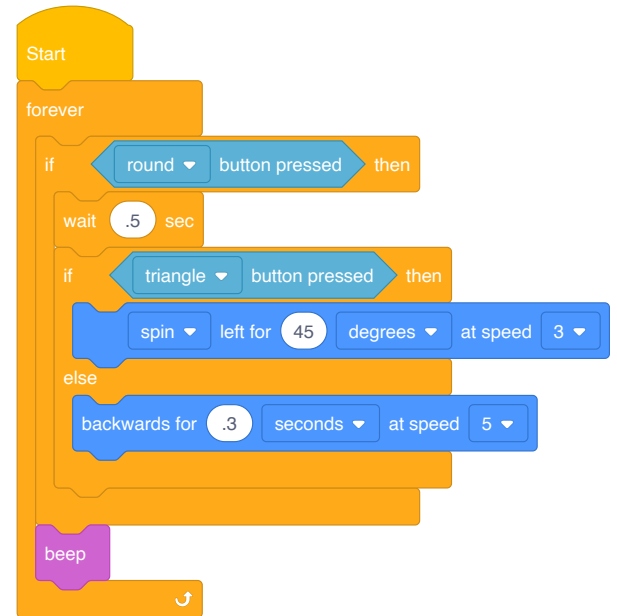 Start
forever
if round button pressed then
wait .5 sec
if triangle button pressed then
spin left for 45 degrees at speed 3
else
backwards for .3 seconds at speed 5
beep